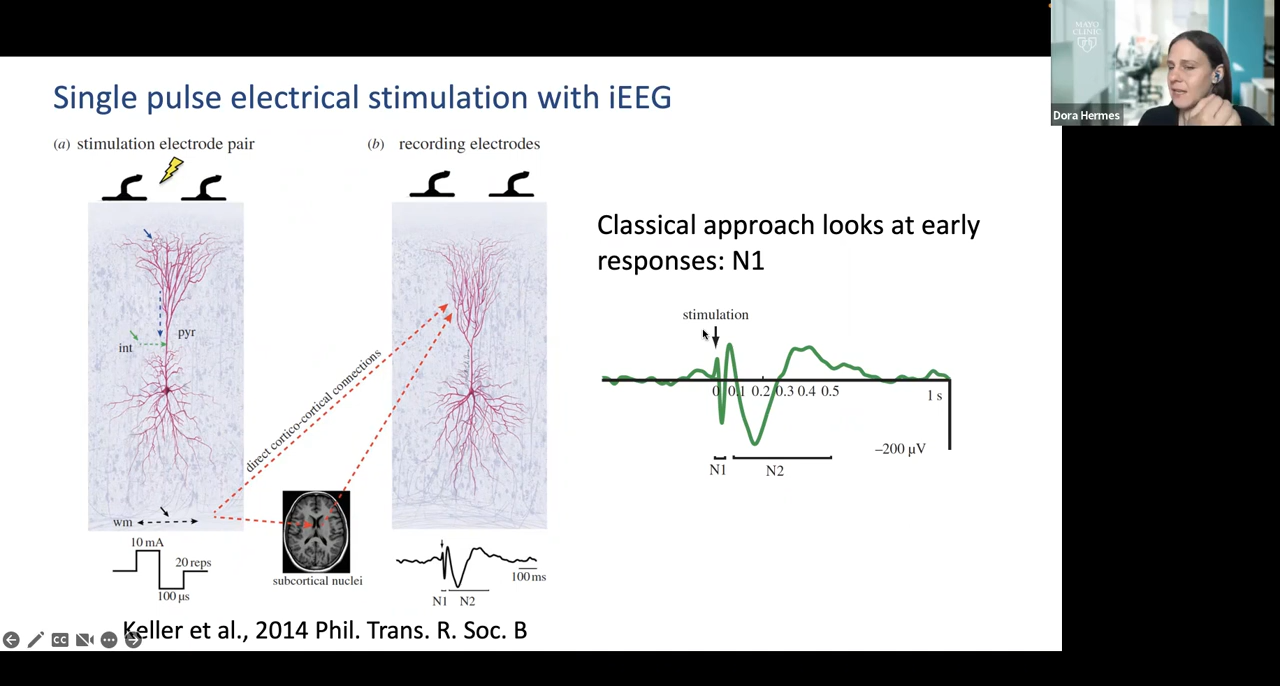 MAYO
CLINIC
Dora Hermes
Single pulse electrical stimulation with iEEG
(a) stimulation electrode pair
(b) recording electrodes
pyr
int
wm
direct cortico-cortical connections
10 mA
20 reps
100 µs
subcortical nuclei
100 ms
N1 N2
Classical approach looks at early
responses: N1
stimulation
0 0.1 0.2 0.3 0.4 0.5
1 s
−200 µV
N1
N2
Keller et al., 2014 Phil. Trans. R. Soc. B
CC